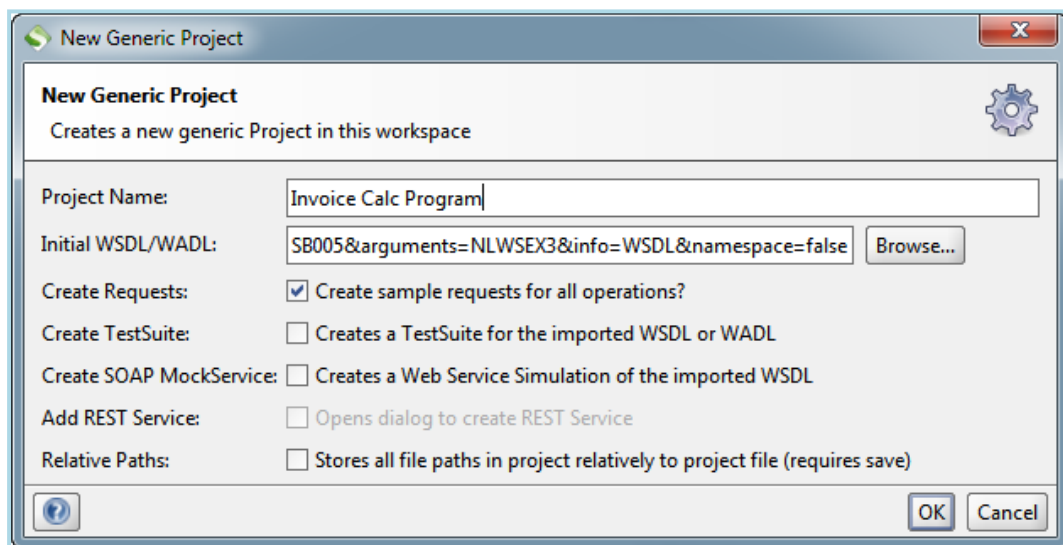 New Generic Project
New Generic Project
Creates a new generic Project in this workspace
Project Name: Invoice Calc Program
Initial WSDL/WADL: SB005&arguments=NLWSEX3&info=WSDL&namespace=false Browse...
Create Requests: Create sample requests for all operations?
Create TestSuite: Creates a TestSuite for the imported WSDL or WADL
Create SOAP MockService: Creates a Web Service Simulation of the imported WSDL
Add REST Service: Opens dialog to create REST Service
Relative Paths: Stores all file paths in project relatively to project file (requires save)
OK Cancel